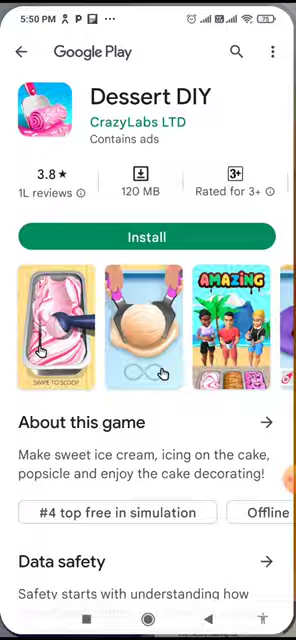 5:50 PM
75
Google Play
Dessert DIY
CrazyLabs LTD
Contains ads
3.8★
1L reviews
120 MB
3+
Rated for 3+
Install
SWIPE TO SCOOP
AMAZING
About this game
Make sweet ice cream, icing on the cake,
popsicle and enjoy the cake decorating!
#4 top free in simulation
Offline
Data safety
Safety starts with understanding how